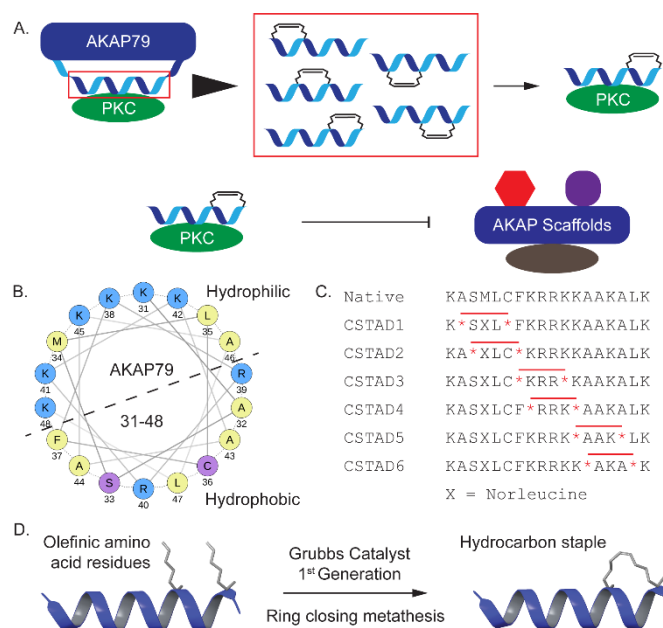 A.
AKAP79
PKC
PKC
PKC
AKAP Scaffolds
B.
Hydrophilic
K 31
K 38
K 42
K 45
L 35
M 34
A 46
K 41
R 39
K 48
A 32
F 37
A 43
A 44
C 36
S 33
L 47
R 40
AKAP79
31-48
Hydrophobic
C.
Native KASMLCFKRRKKAAKALK
CSTAD1 K*SXL*FKRRKKAAKALK
CSTAD2 KA*XLC*KRRKKAAKALK
CSTAD3 KASXLC*KRR*KAAKALK
CSTAD4 KASXLCF*RRK*AAKALK
CSTAD5 KASXLCFKRRK*AAK*LK
CSTAD6 KASXLCFKRRKK*AKA*K
X = Norleucine
D.
Olefinic amino
acid residues
Grubbs Catalyst
1st Generation
Ring closing metathesis
Hydrocarbon staple